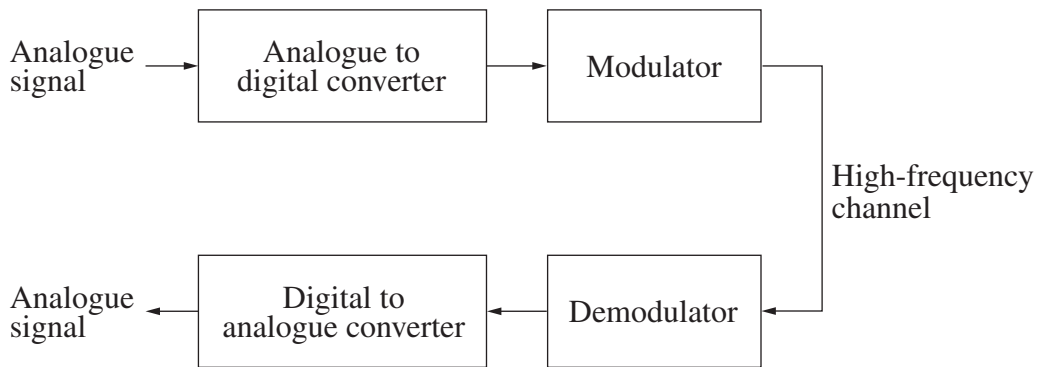 Analogue
signal
Analogue to
digital converter
Modulator
High-frequency
channel
Analogue
signal
Digital to
analogue converter
Demodulator